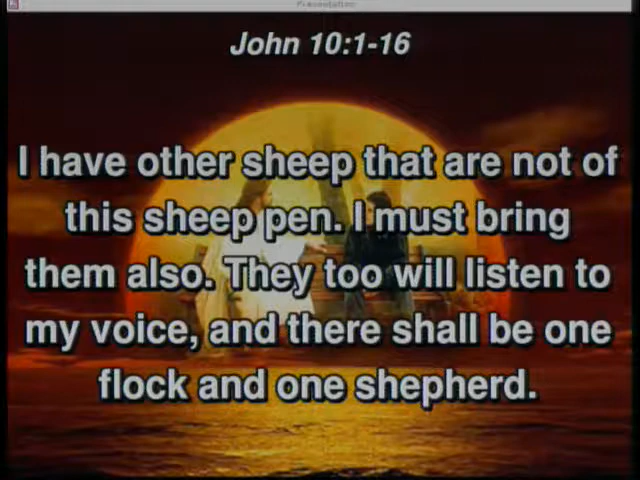 Presentation
John 10:1-16
I have other sheep that are not of
this sheep pen. I must bring
them also. They too will listen to
my voice, and there shall be one
flock and one shepherd.